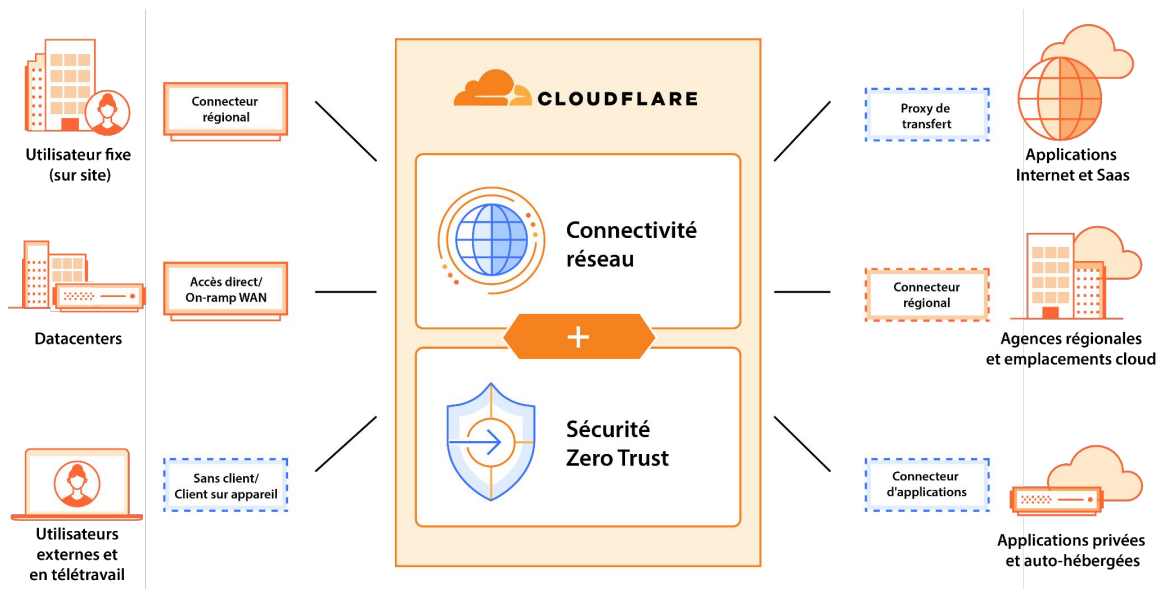 Connecteur
régional
Utilisateur fixe
(sur site)
Accès direct/
On-ramp WAN
Datacenters
Sans client/
Client sur appareil
Utilisateurs
externes et
en télétravail
CLOUDFLARE
Connectivité
réseau
+
Sécurité
Zero Trust
Proxy de
transfert
Applications
Internet et Saas
Connecteur
régional
Agences régionales
et emplacements cloud
Connecteur
d'applications
Applications privées
et auto-hébergées